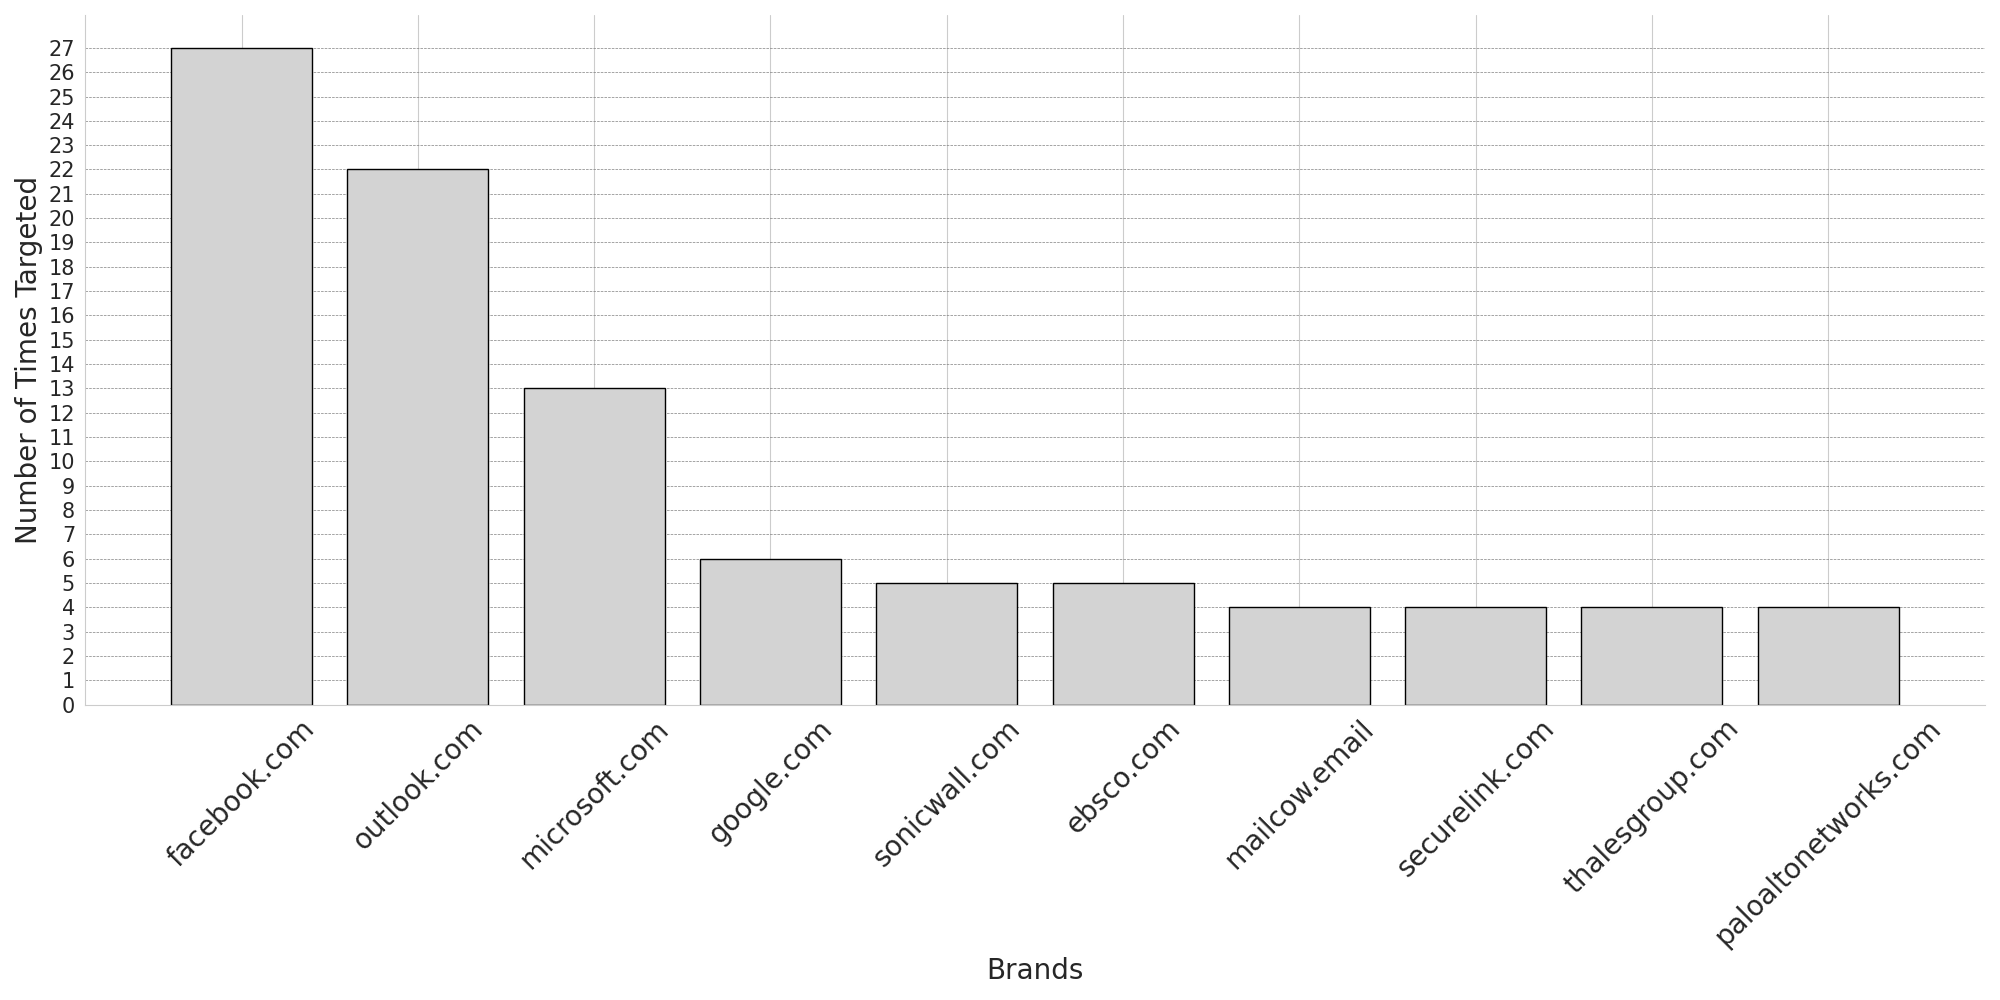 27
26
25
24
23
22
21
20
19
18
17
16
15
14
13
12
11
10
9
8
7
6
5
4
3
2
1
0
Number of Times Targeted
facebook.com
outlook.com
microsoft.com
google.com
sonicwall.com
ebsco.com
mailcow.email
securelink.com
thalesgroup.com
paloaltonetworks.com
Brands